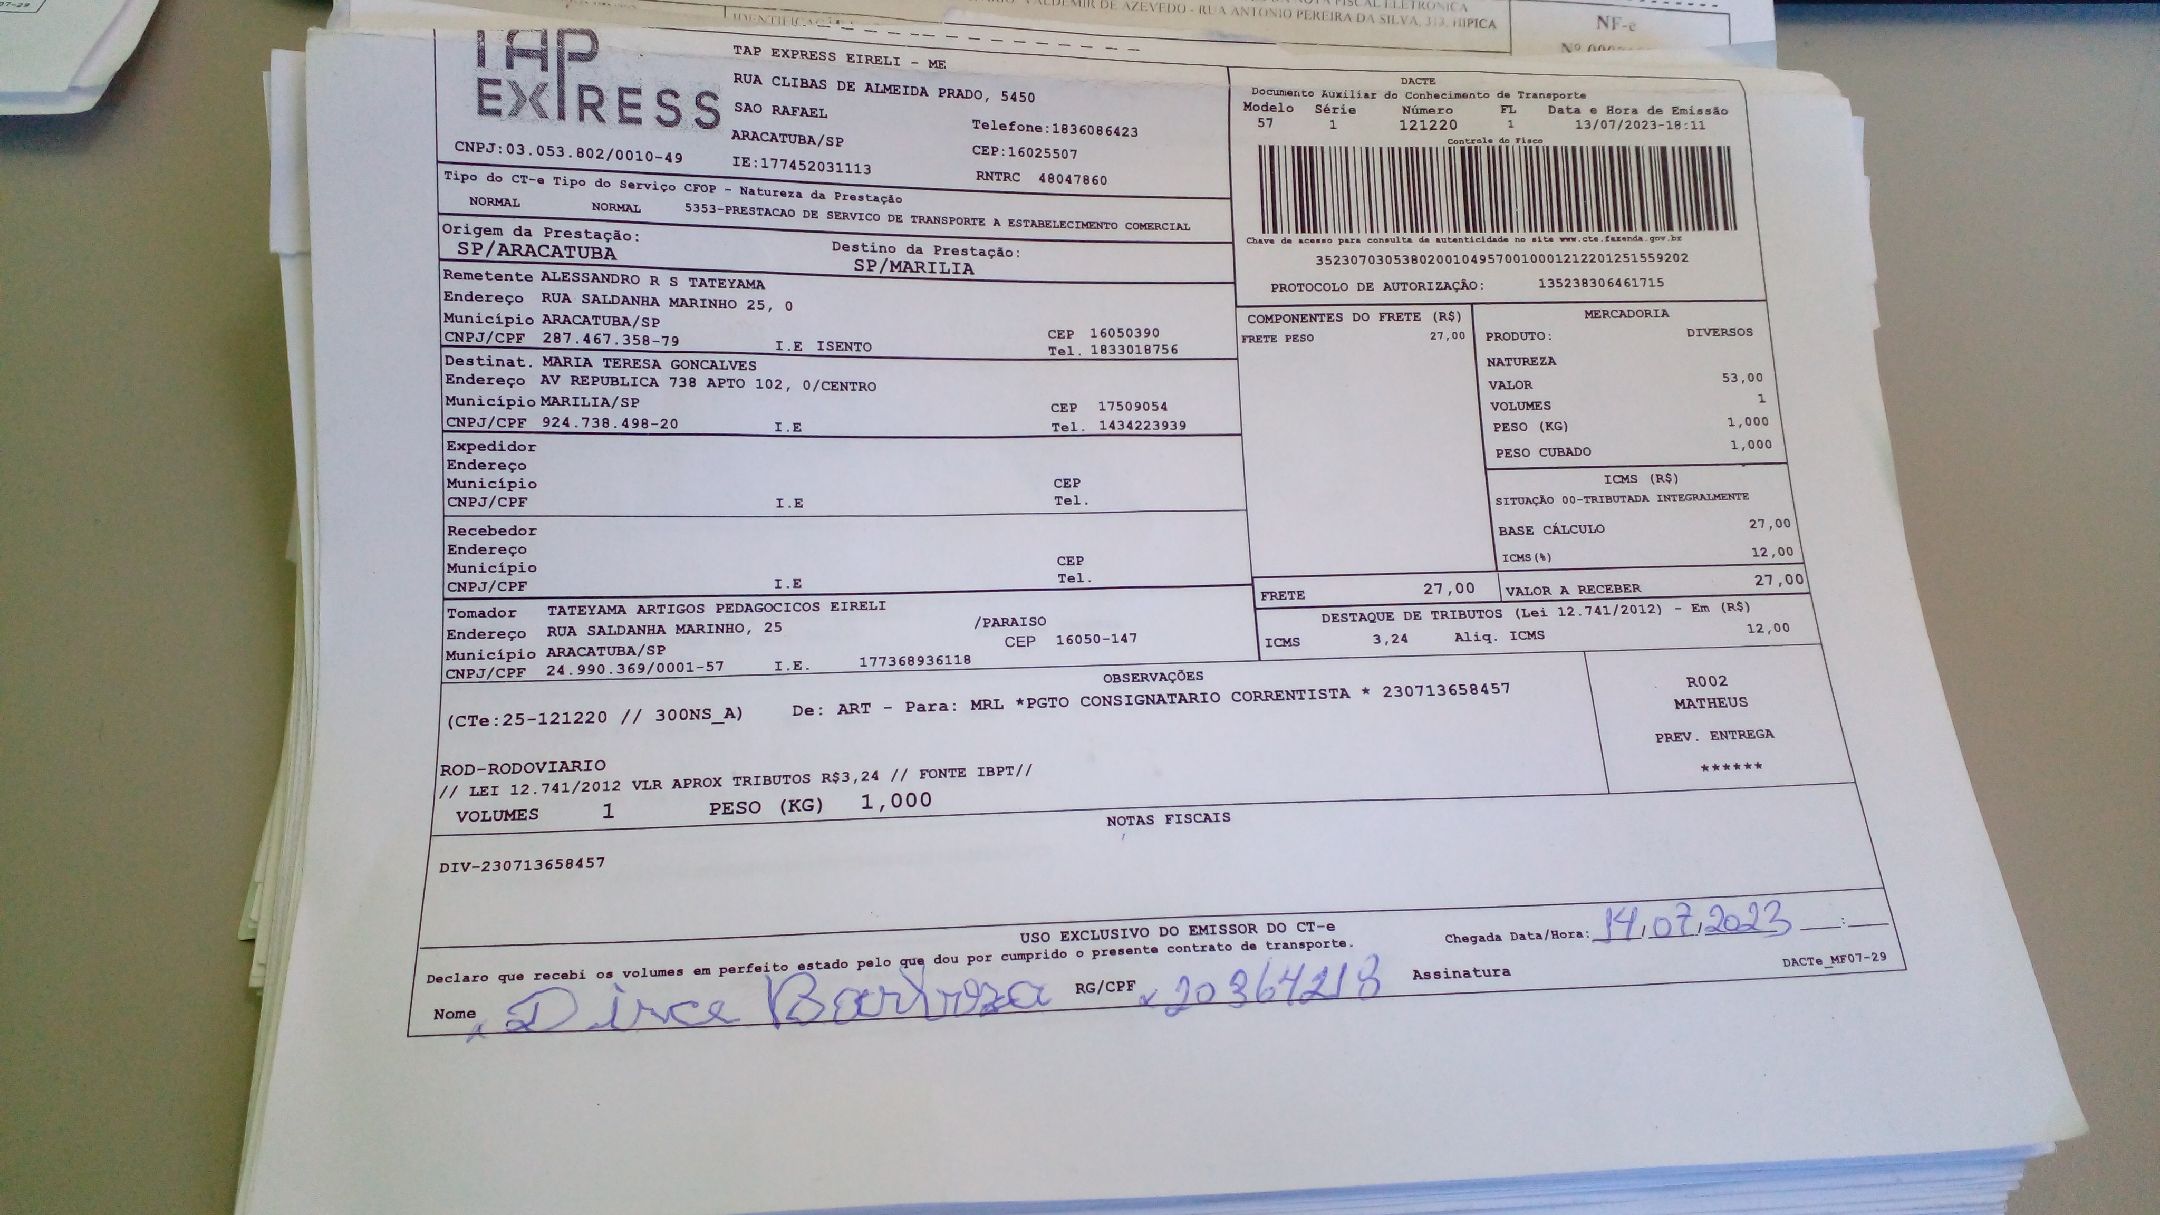 NOTA FISCAL ELETRÔNICA
VALDEMIR DE AZEVEDO - RUA ANTONIO PEREIRA DA SILVA, 313, HIPICA
NF-e
TAP EXPRESS
TAP EXPRESS EIRELI - ME
RUA CLIBAS DE ALMEIDA PRADO, 5450
SAO RAFAEL
Telefone:1836086423
ARACATUBA/SP
CEP:16025507
CNPJ:03.053.802/0010-49
IE:177452031113
RNTRC 48047860
DACTE
Documento Auxiliar do Conhecimento de Transporte
Modelo Série Número FL Data e Hora de Emissão
57 1 121220 1 13/07/2023-18:11
Controle do Fisco
Chave de acesso para consulta de autenticidade no site www.cte.fazenda.gov.br
35230703053802001049570010001212201251559202
PROTOCOLO DE AUTORIZAÇÃO: 135238306461715
Tipo do CT-e Tipo do Serviço CFOP - Natureza da Prestação
NORMAL NORMAL 5353-PRESTACAO DE SERVICO DE TRANSPORTE A ESTABELECIMENTO COMERCIAL
Origem da Prestação: Destino da Prestação:
SP/ARACATUBA SP/MARILIA
Remetente ALESSANDRO R S TATEYAMA
Endereço RUA SALDANHA MARINHO 25, 0
Município ARACATUBA/SP CEP 16050390
CNPJ/CPF 287.467.358-79 I.E ISENTO Tel. 1833018756
Destinat. MARIA TERESA GONCALVES
Endereço AV REPUBLICA 738 APTO 102, 0/CENTRO
Município MARILIA/SP CEP 17509054
CNPJ/CPF 924.738.498-20 I.E Tel. 1434223939
Expedidor
Endereço
Município CEP
CNPJ/CPF I.E Tel.
Recebedor
Endereço
Município CEP
CNPJ/CPF I.E Tel.
Tomador TATEYAMA ARTIGOS PEDAGOCICOS EIRELI
Endereço RUA SALDANHA MARINHO, 25 /PARAISO
Município ARACATUBA/SP CEP 16050-147
CNPJ/CPF 24.990.369/0001-57 I.E. 177368936118
COMPONENTES DO FRETE (R$)
FRETE PESO 27,00
MERCADORIA
PRODUTO: DIVERSOS
NATUREZA
VALOR 53,00
VOLUMES 1
PESO (KG) 1,000
PESO CUBADO 1,000
ICMS (R$)
SITUAÇÃO 00-TRIBUTADA INTEGRALMENTE
BASE CÁLCULO 27,00
ICMS(%) 12,00
FRETE 27,00 VALOR A RECEBER 27,00
DESTAQUE DE TRIBUTOS (Lei 12.741/2012) - Em (R$)
ICMS 3,24 Aliq. ICMS 12,00
OBSERVAÇÕES
(CTe:25-121220 // 300NS_A) De: ART - Para: MRL *PGTO CONSIGNATARIO CORRENTISTA * 230713658457
ROD-RODOVIARIO
// LEI 12.741/2012 VLR APROX TRIBUTOS R$3,24 // FONTE IBPT//
VOLUMES 1 PESO (KG) 1,000
R002
MATHEUS
PREV. ENTREGA
******
NOTAS FISCAIS
DIV-230713658457
USO EXCLUSIVO DO EMISSOR DO CT-e
Declaro que recebi os volumes em perfeito estado pelo que dou por cumprido o presente contrato de transporte.
Chegada Data/Hora: 14/07/2023 __:__
Nome x Dirce Barboza RG/CPF x 20364218 Assinatura
DACTe_MF07-29